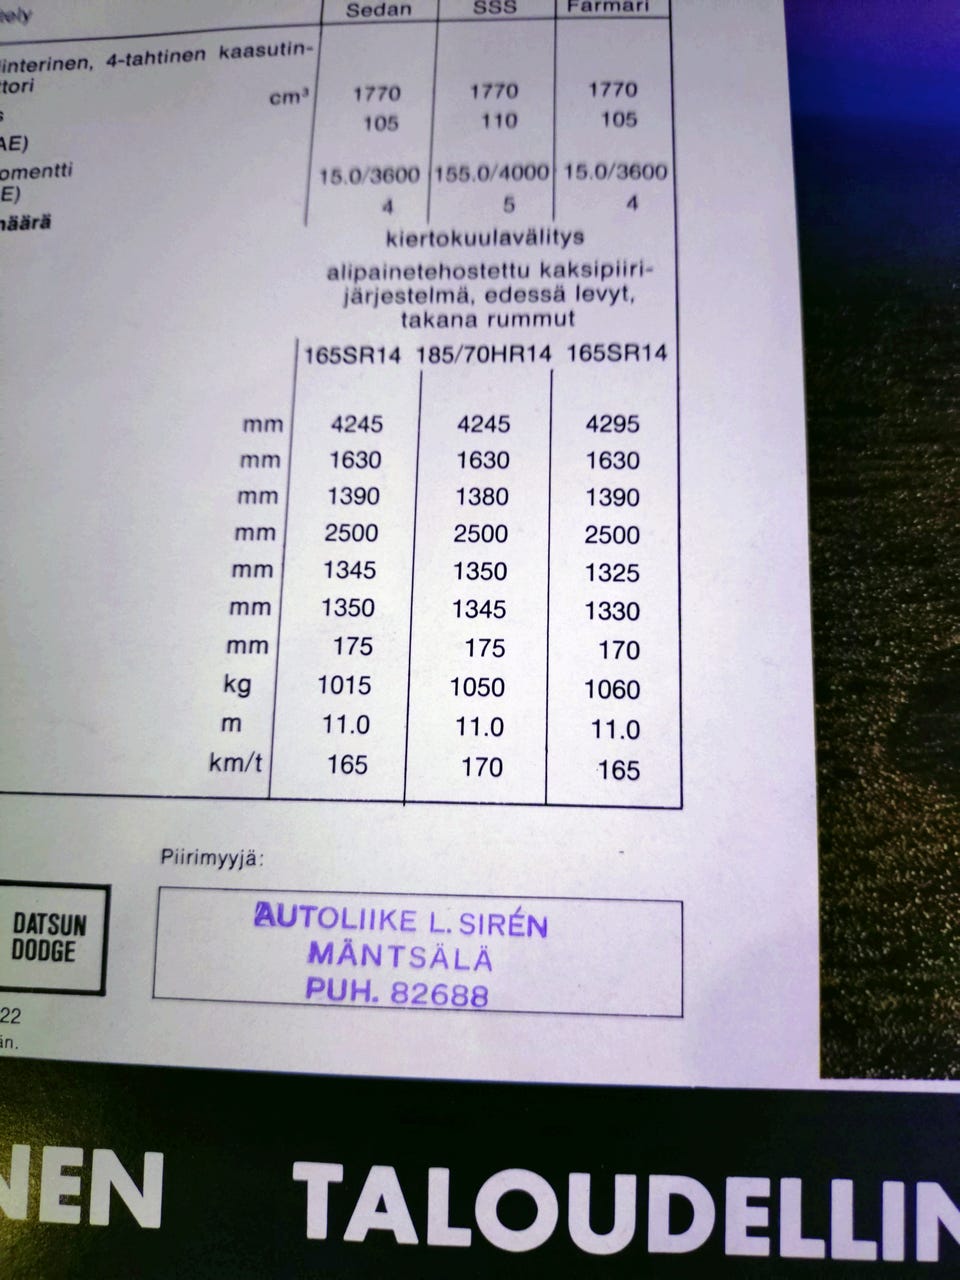 Sedan SSS Farmari
linterinen, 4-tahtinen kaasutin-
cm³ 1770 1770 1770
105 110 105
AE)
omentti 15.0/3600 155.0/4000 15.0/3600
E) 4 5 4
määrä
kiertokuulavälitys
alipainetehostettu kaksipiiri-
järjestelmä, edessä levyt,
takana rummut
165SR14 185/70HR14 165SR14
mm 4245 4245 4295
mm 1630 1630 1630
mm 1390 1380 1390
mm 2500 2500 2500
mm 1345 1350 1325
mm 1350 1345 1330
mm 175 175 170
kg 1015 1050 1060
m 11.0 11.0 11.0
km/t 165 170 165
Piirimyyjä:
DATSUN
DODGE
AUTOLIIKE L. SIRÉN
MÄNTSÄLÄ
PUH. 82688
22
än.
NEN TALOUDELLIN